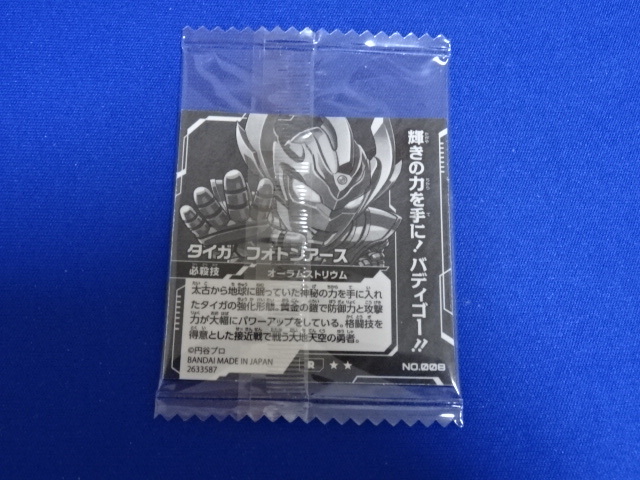 輝きの力を手に！バディゴー！！
タイガ フォトンアース
必殺技 オーラムストリウム
太古から地球に眠っていた神秘の力を手に入れ
たタイガの強化形態。黄金の鎧で防御力と攻撃
力が大幅にパワーアップをしている。格闘技を
得意とした接近戦で戦う大地天空の勇者。
©円谷プロ
BANDAI MADE IN JAPAN
2633587
R ★★
NO.008